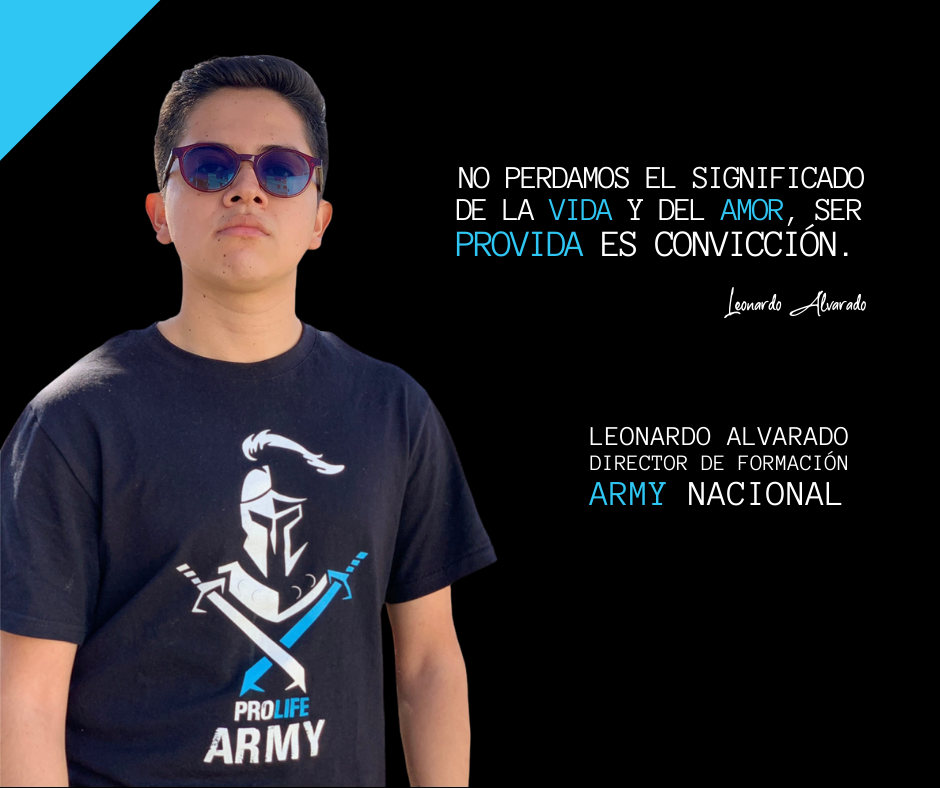 NO PERDAMOS EL SIGNIFICADO
DE LA VIDA Y DEL AMOR, SER
PROVIDA ES CONVICCIÓN.
Leonardo Alvarado
LEONARDO ALVARADO
DIRECTOR DE FORMACIÓN
ARMY NACIONAL
PROLIFE
ARMY